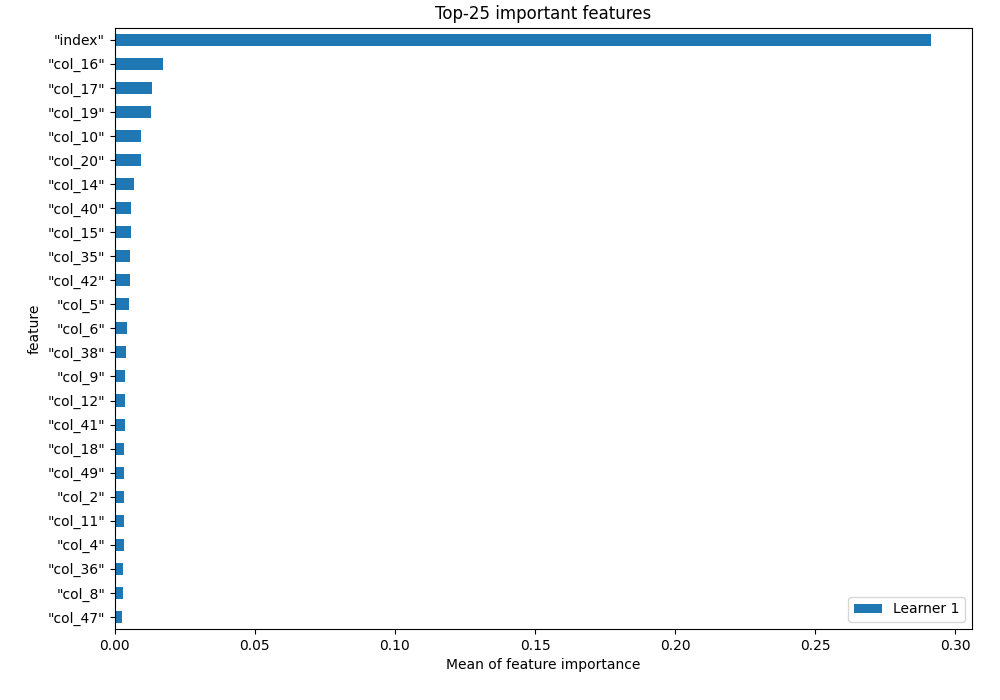 Top-25 important features
"index"
"col_16"
"col_17"
"col_19"
"col_10"
"col_20"
"col_14"
"col_40"
"col_15"
"col_35"
"col_42"
"col_5"
"col_6"
"col_38"
"col_9"
"col_12"
"col_41"
"col_18"
"col_49"
"col_2"
"col_11"
"col_4"
"col_36"
"col_8"
"col_47"
feature
Learner 1
0.00 0.05 0.10 0.15 0.20 0.25 0.30
Mean of feature importance